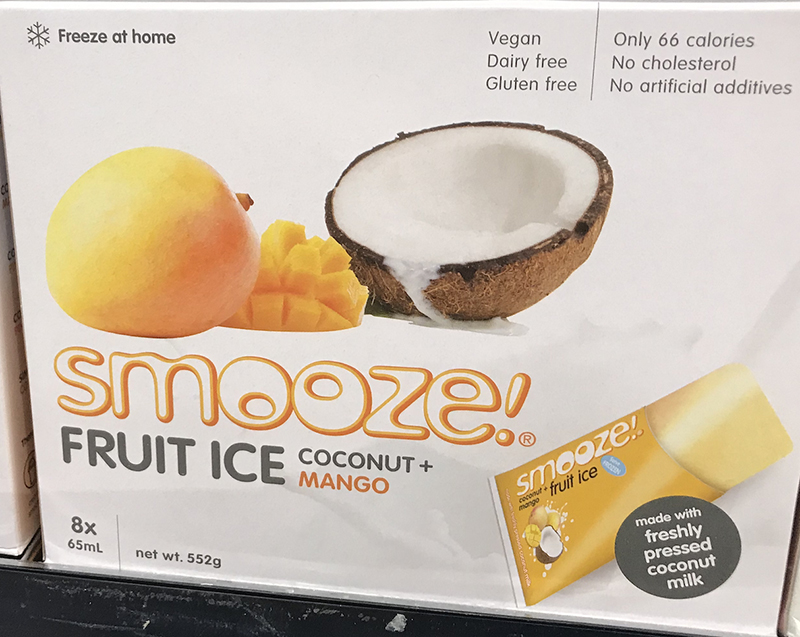 Freeze at home
Vegan
Dairy free
Gluten free
Only 66 calories
No cholesterol
No artificial additives
smooze!®
FRUIT ICE
COCONUT +
MANGO
8x
65mL
net wt. 552g
smooze!
coconut +
mango
fruit ice
made with
freshly
pressed
coconut
milk